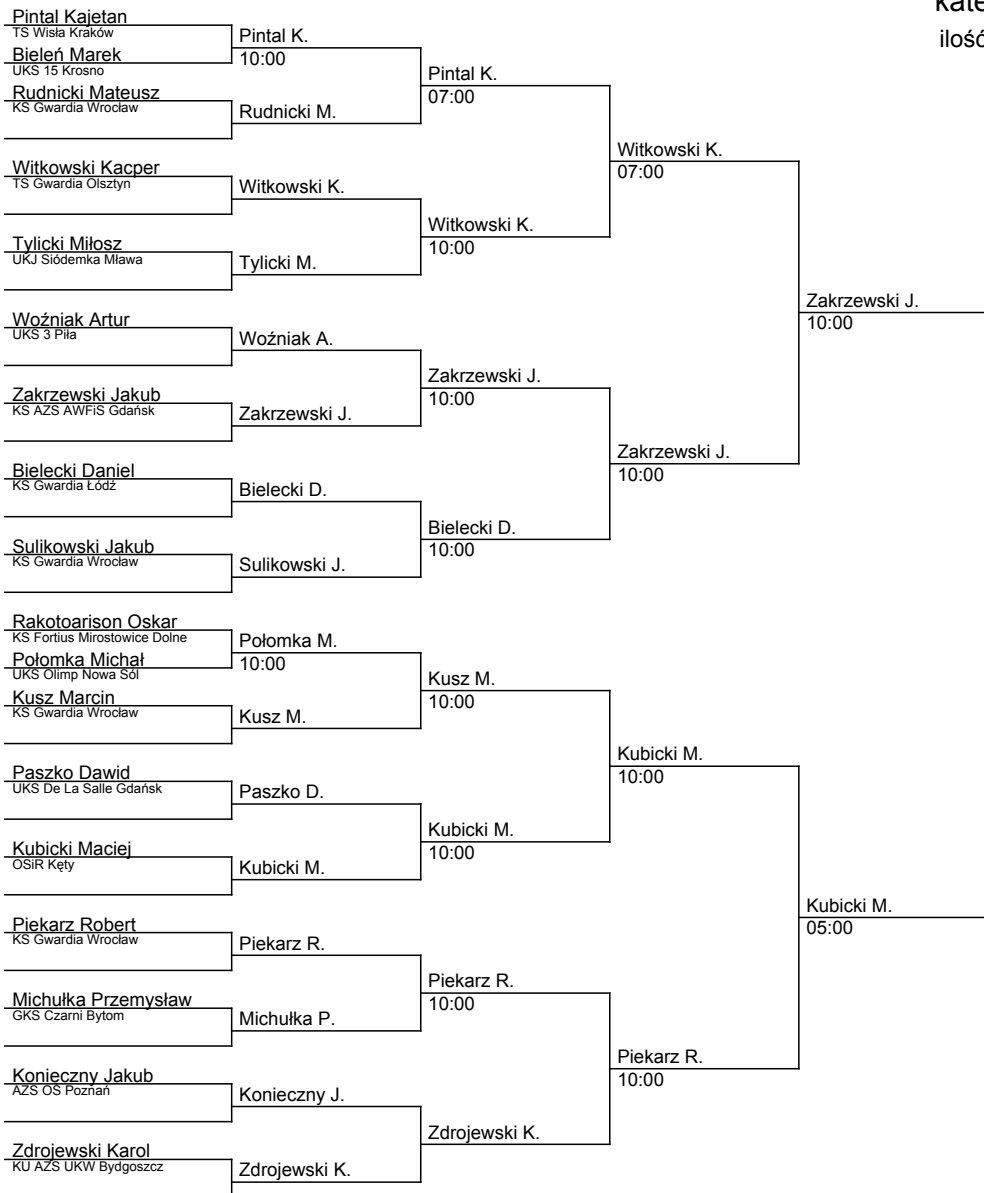 kate
ilość
Pintal Kajetan
TS Wisła Kraków
Bieleń Marek
UKS 15 Krosno
Rudnicki Mateusz
KS Gwardia Wrocław
Witkowski Kacper
TS Gwardia Olsztyn
Tylicki Miłosz
UKJ Siódemka Mława
Woźniak Artur
UKS 3 Piła
Zakrzewski Jakub
KS AZS AWFiS Gdańsk
Bielecki Daniel
KS Gwardia Łódź
Sulikowski Jakub
KS Gwardia Wrocław
Rakotoarison Oskar
KS Fortius Mirostowice Dolne
Połomka Michał
UKS Olimp Nowa Sól
Kusz Marcin
KS Gwardia Wrocław
Paszko Dawid
UKS De La Salle Gdańsk
Kubicki Maciej
OSiR Kęty
Piekarz Robert
KS Gwardia Wrocław
Michułka Przemysław
GKS Czarni Bytom
Konieczny Jakub
AZS OŚ Poznań
Zdrojewski Karol
KU AZS UKW Bydgoszcz
Pintal K.
10:00
Rudnicki M.
Witkowski K.
Tylicki M.
Woźniak A.
Zakrzewski J.
Bielecki D.
Sulikowski J.
Połomka M.
10:00
Kusz M.
Paszko D.
Kubicki M.
Piekarz R.
Michułka P.
Konieczny J.
Zdrojewski K.
Pintal K.
07:00
Witkowski K.
10:00
Zakrzewski J.
10:00
Bielecki D.
10:00
Kusz M.
10:00
Kubicki M.
10:00
Piekarz R.
10:00
Zdrojewski K.
Witkowski K.
07:00
Zakrzewski J.
10:00
Kubicki M.
10:00
Piekarz R.
10:00
Zakrzewski J.
10:00
Kubicki M.
05:00